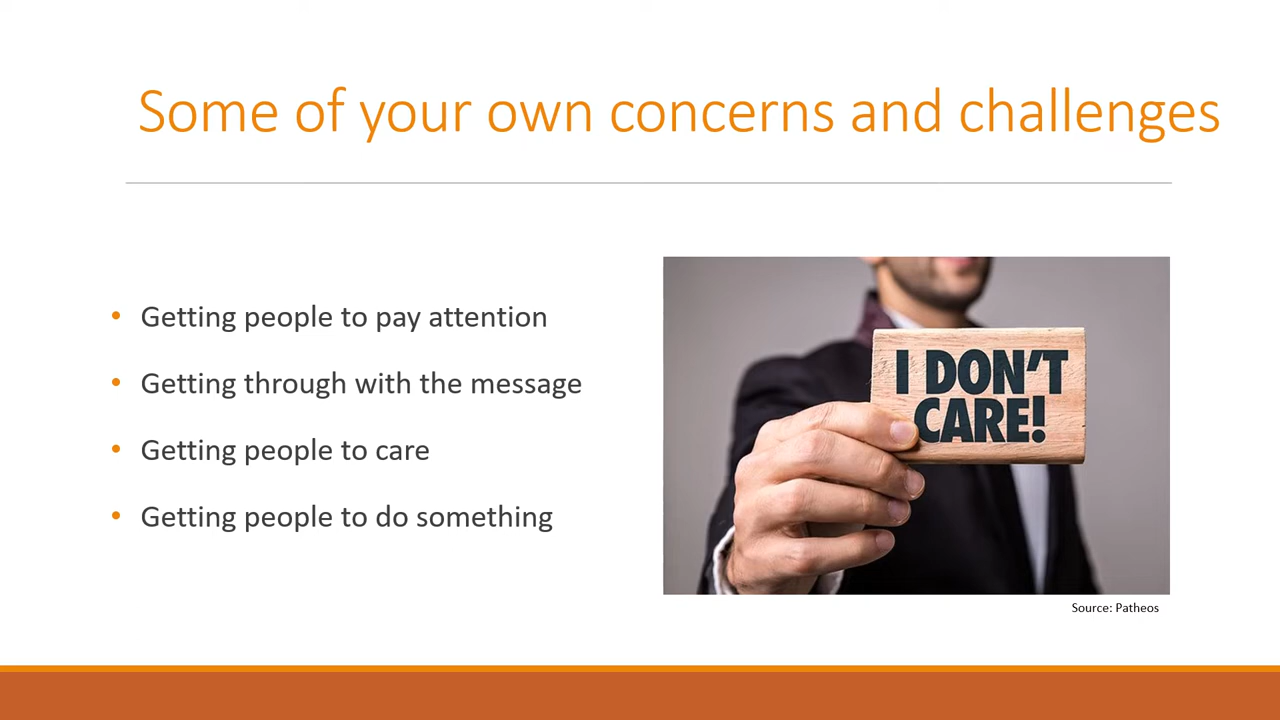 Some of your own concerns and challenges
• Getting people to pay attention
• Getting through with the message
• Getting people to care
• Getting people to do something
I DON'T
CARE!
Source: Patheos